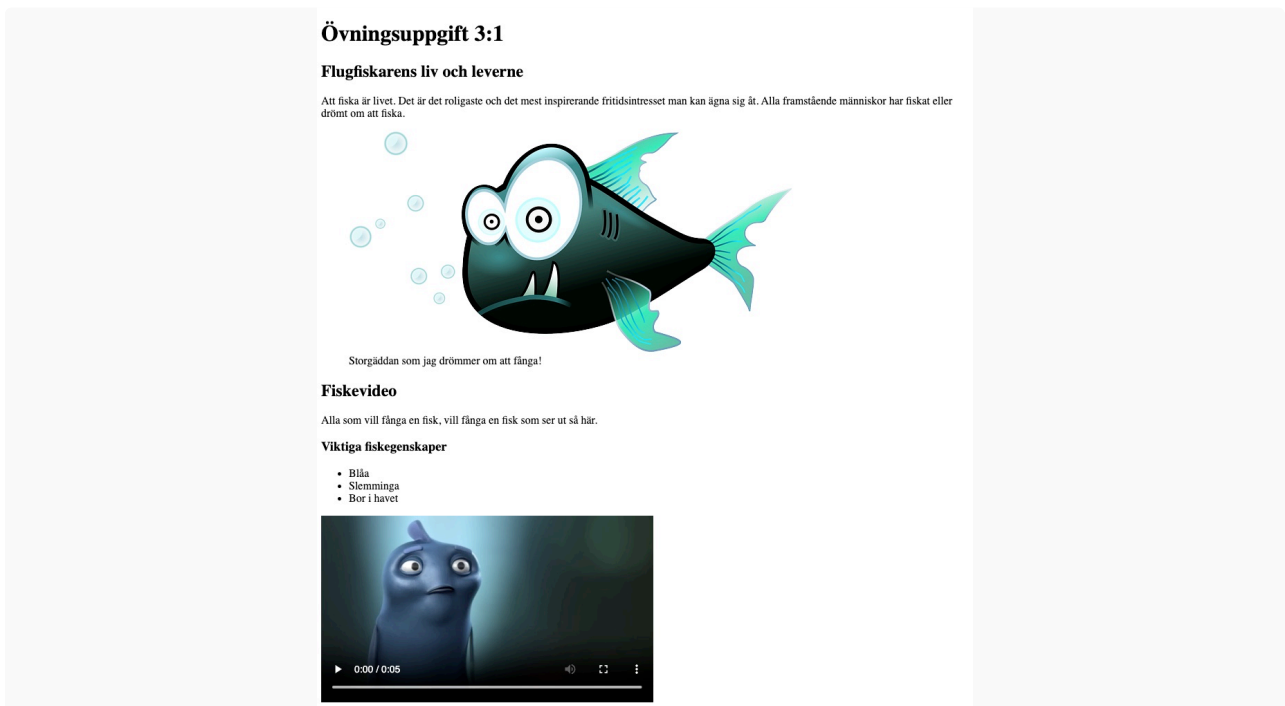 Övningsuppgift 3:1
Flugfiskarens liv och leverne
Att fiska är livet. Det är det roligaste och det mest inspirerande fritidsintresset man kan ägna sig åt. Alla framstående människor har fiskat eller
drömt om att fiska.
Storgäddan som jag drömmer om att fånga!
Fiskevideo
Alla som vill fånga en fisk, vill fånga en fisk som ser ut så här.
Viktiga fiskegenskaper
• Blåa
• Slemminga
• Bor i havet
0:00 / 0:05